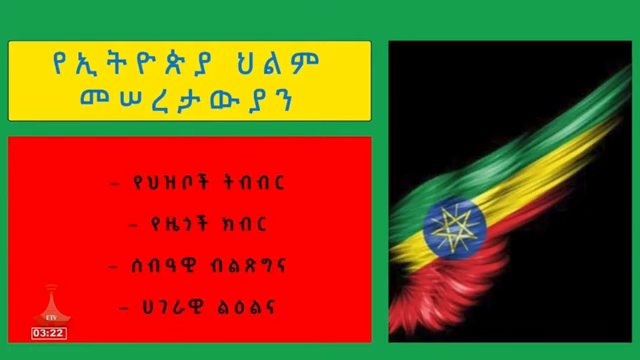 የኢትዮጵያ ህልም
መሠረታውያን
– የህዝቦች ትብብር
– የዜጎች ክብር
– ሰብዓዊ ብልጽግና
– ሀገራዊ ልዕልና
ETV
03:22